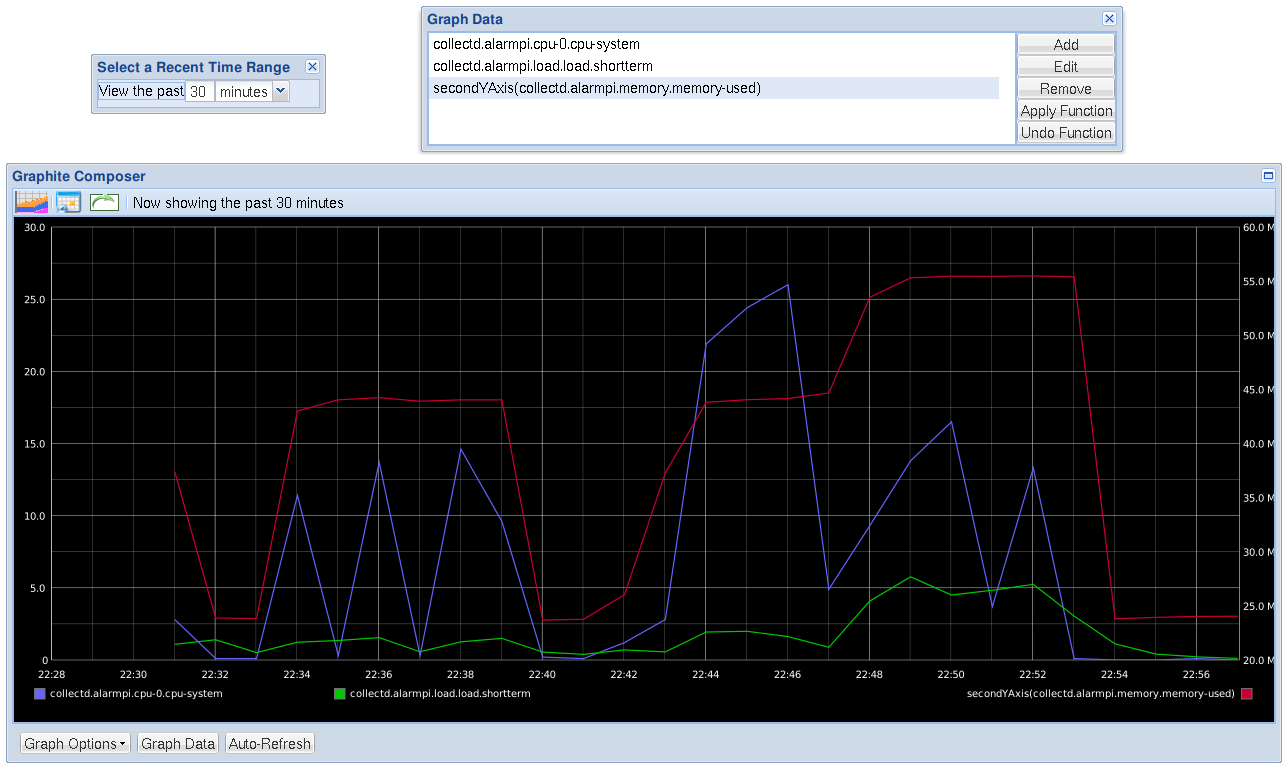 Graph Data
collectd.alarmpi.cpu-0.cpu-system
Add
collectd.alarmpi.load.load.shortterm
Edit
secondYAxis(collectd.alarmpi.memory.memory-used)
Remove
Apply Function
Undo Function
Select a Recent Time Range
View the past 30 minutes
Graphite Composer
Now showing the past 30 minutes
30.0
25.0
20.0
15.0
10.0
5.0
0
60.0 M
55.0 M
50.0 M
45.0 M
40.0 M
35.0 M
30.0 M
25.0 M
20.0 M
22:28 22:30 22:32 22:34 22:36 22:38 22:40 22:42 22:44 22:46 22:48 22:50 22:52 22:54 22:56
collectd.alarmpi.cpu-0.cpu-system collectd.alarmpi.load.load.shortterm secondYAxis(collectd.alarmpi.memory.memory-used)
Graph Options Graph Data Auto-Refresh